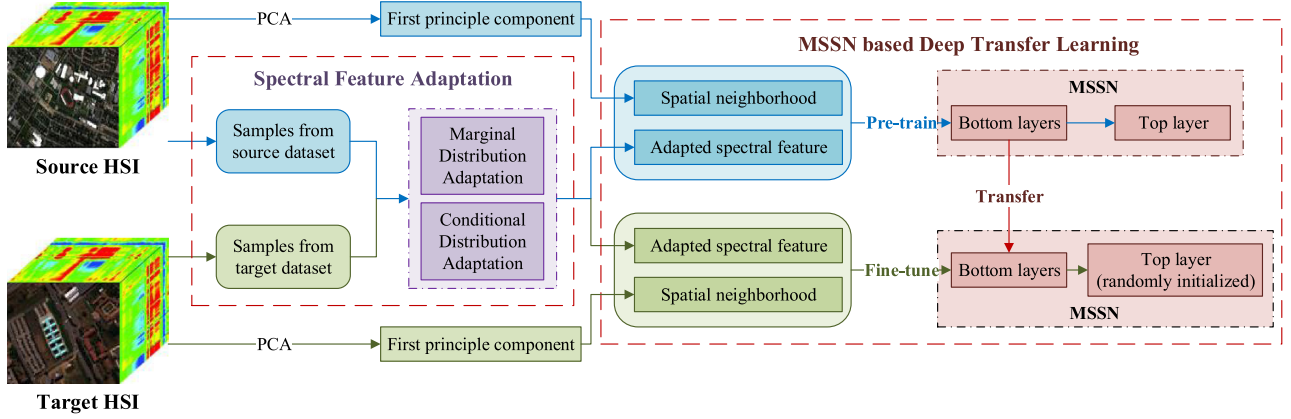 PCA
First principle component
MSSN based Deep Transfer Learning
Spectral Feature Adaptation
Source HSI
Samples from
source dataset
Marginal
Distribution
Adaptation
Spatial neighborhood
Adapted spectral feature
Pre-train
MSSN
Bottom layers
Top layer
Transfer
Samples from
target dataset
Conditional
Distribution
Adaptation
Adapted spectral feature
Spatial neighborhood
Fine-tune
Bottom layers
Top layer
(randomly initialized)
MSSN
PCA
First principle component
Target HSI